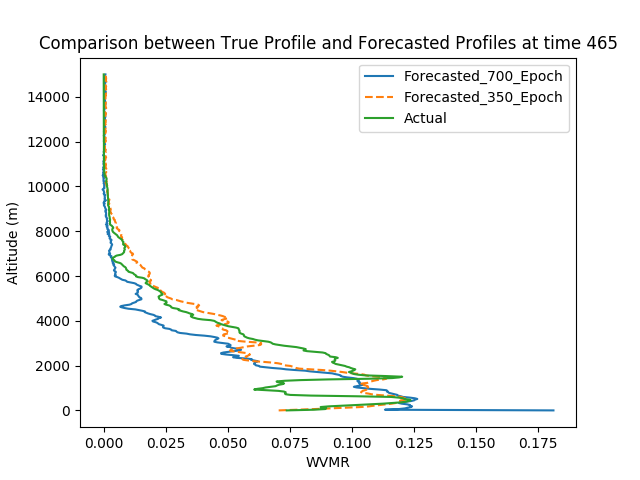 Comparison between True Profile and Forecasted Profiles at time 465
Forecasted_700_Epoch
Forecasted_350_Epoch
Actual
Altitude (m)
14000
12000
10000
8000
6000
4000
2000
0
0.000 0.025 0.050 0.075 0.100 0.125 0.150 0.175
WVMR